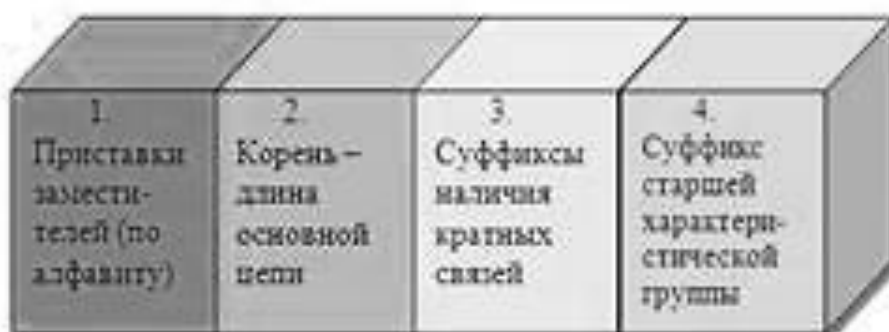 1.
Приставки
замести-
телей (по
алфавиту)
2.
Корень –
длина
основной
цепи
3.
Суффиксы
наличия
кратных
связей
4.
Суффикс
старшей
характери-
стической
группы